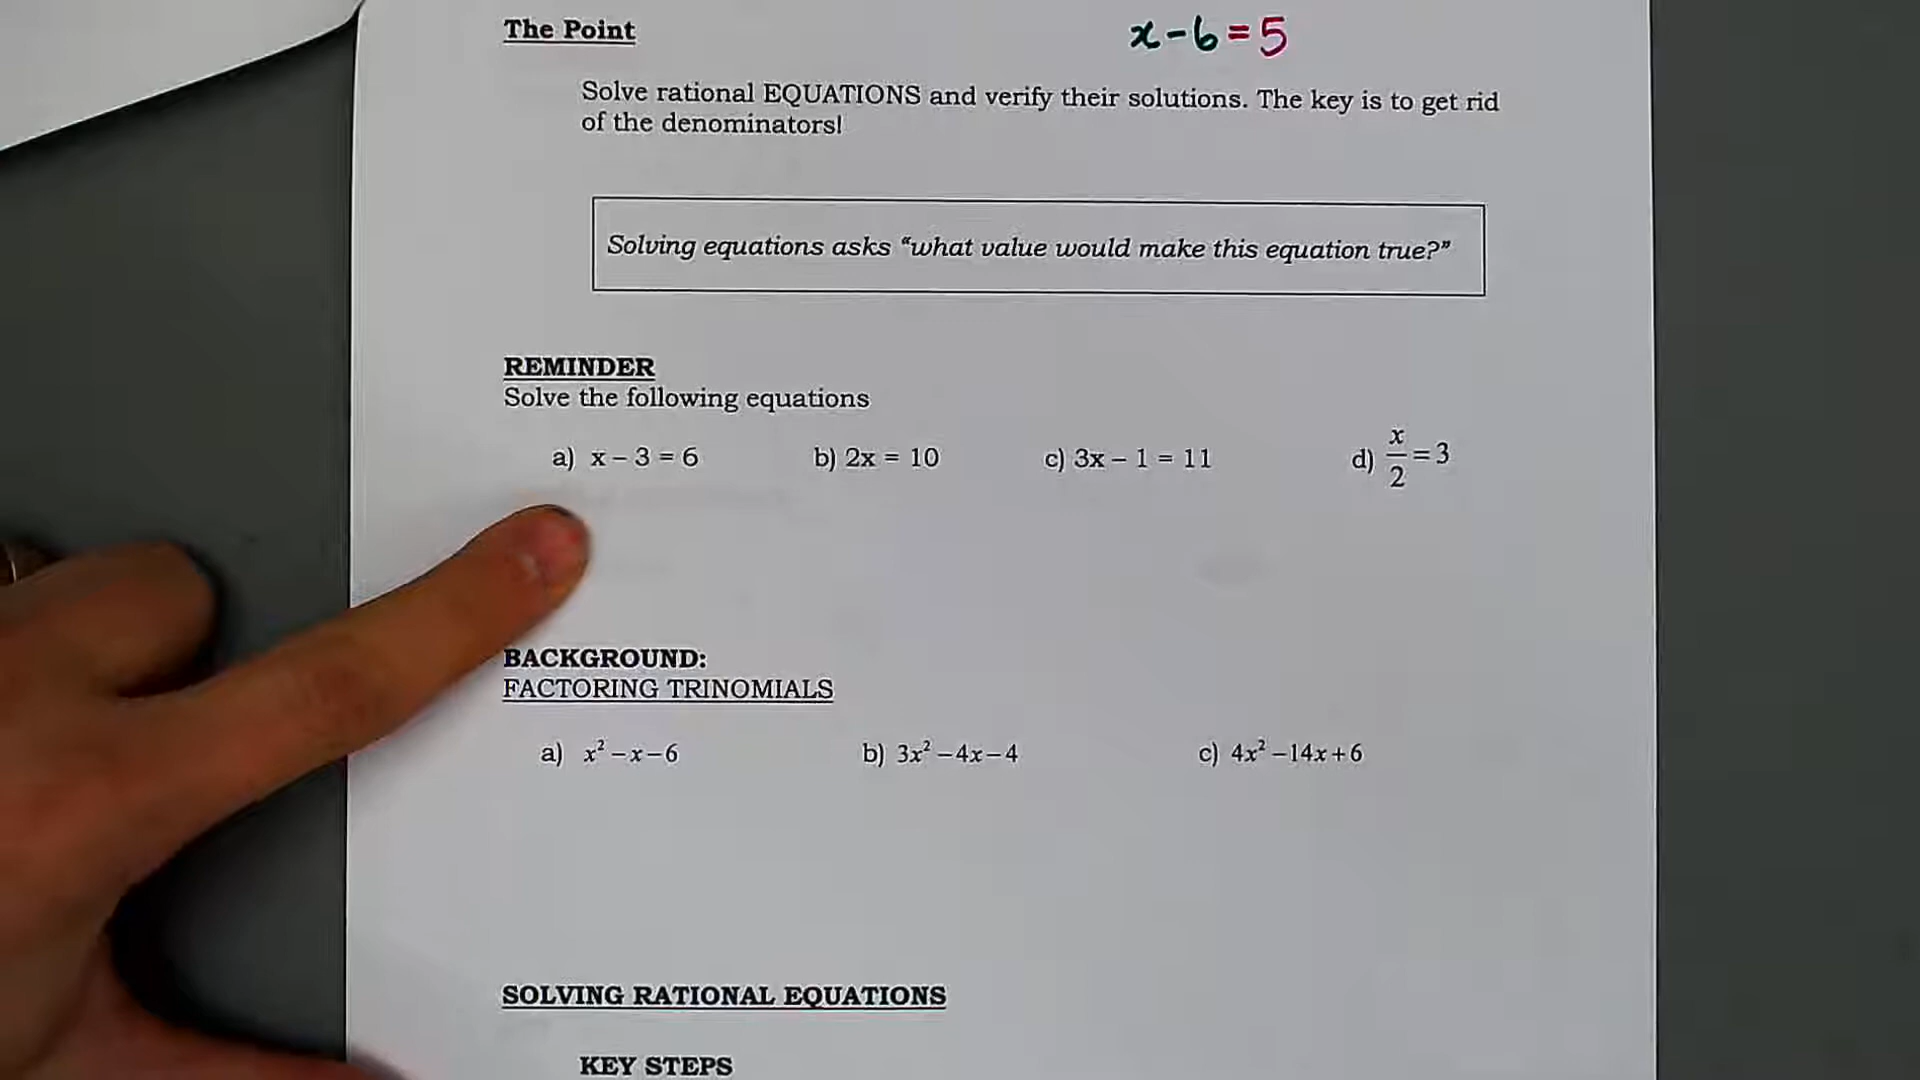 The Point
x-6=5
Solve rational EQUATIONS and verify their solutions. The key is to get rid
of the denominators!
Solving equations asks “what value would make this equation true?”
REMINDER
Solve the following equations
a) x – 3 = 6 b) 2x = 10 c) 3x – 1 = 11 d) x/2 = 3
BACKGROUND:
FACTORING TRINOMIALS
a) x² – x – 6 b) 3x² – 4x – 4 c) 4x² – 14x + 6
SOLVING RATIONAL EQUATIONS
KEY STEPS